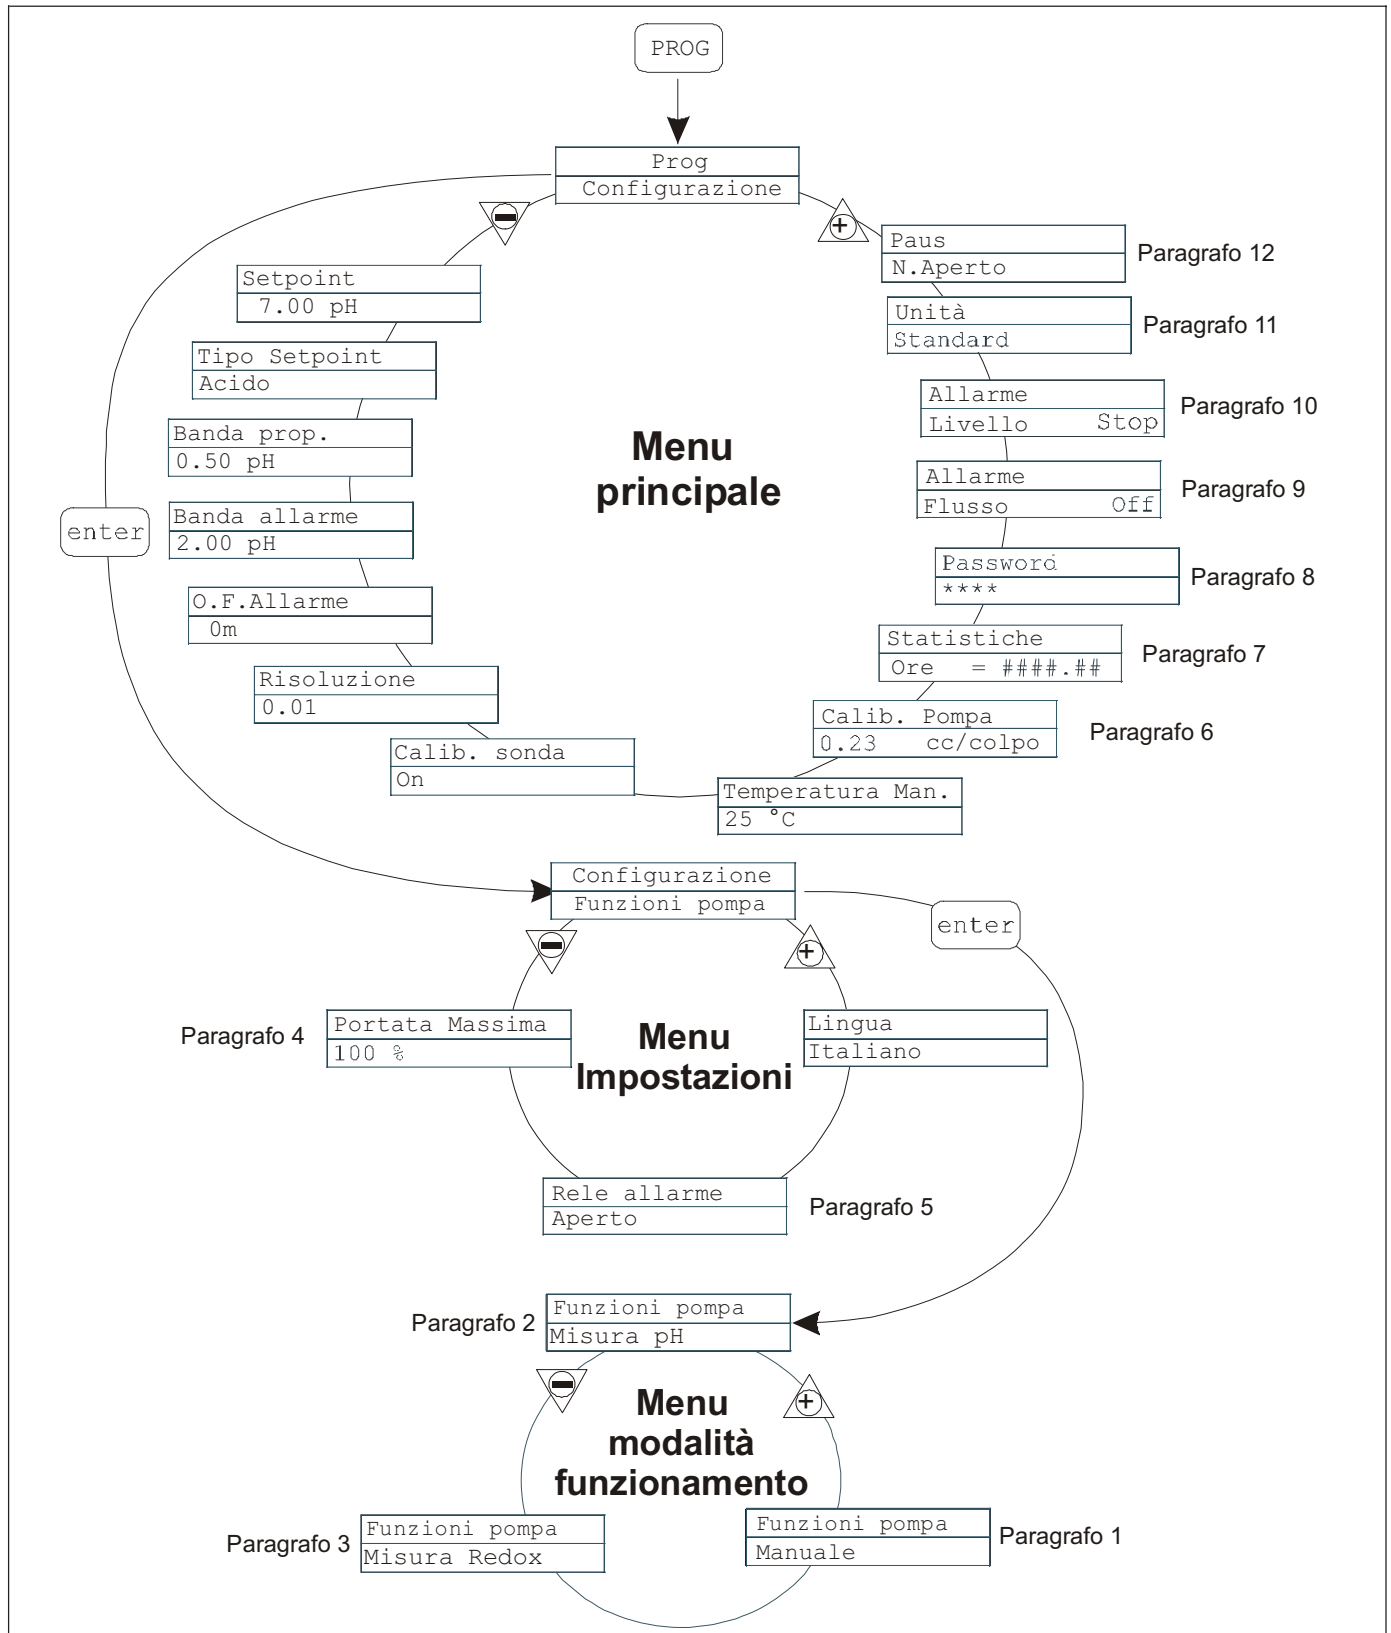 PROG
Prog
Configurazione
Setpoint
7.00 pH
Tipo Setpoint
Acido
Banda prop.
0.50 pH
Banda allarme
2.00 pH
O.F.Allarme
0m
Risoluzione
0.01
Calib. sonda
On
enter
Menu
principale
Paus
N.Aperto
Paragrafo 12
Unità
Standard
Paragrafo 11
Allarme
Livello Stop
Paragrafo 10
Allarme
Flusso Off
Paragrafo 9
Password
****
Paragrafo 8
Statistiche
Ore = ####.##
Paragrafo 7
Calib. Pompa
0.23 cc/colpo
Paragrafo 6
Temperatura Man.
25 °C
Configurazione
Funzioni pompa
enter
Paragrafo 4
Portata Massima
100 %
Menu
Impostazioni
Lingua
Italiano
Rele allarme
Aperto
Paragrafo 5
Paragrafo 2
Funzioni pompa
Misura pH
Menu
modalità
funzionamento
Paragrafo 3
Funzioni pompa
Misura Redox
Funzioni pompa
Manuale
Paragrafo 1